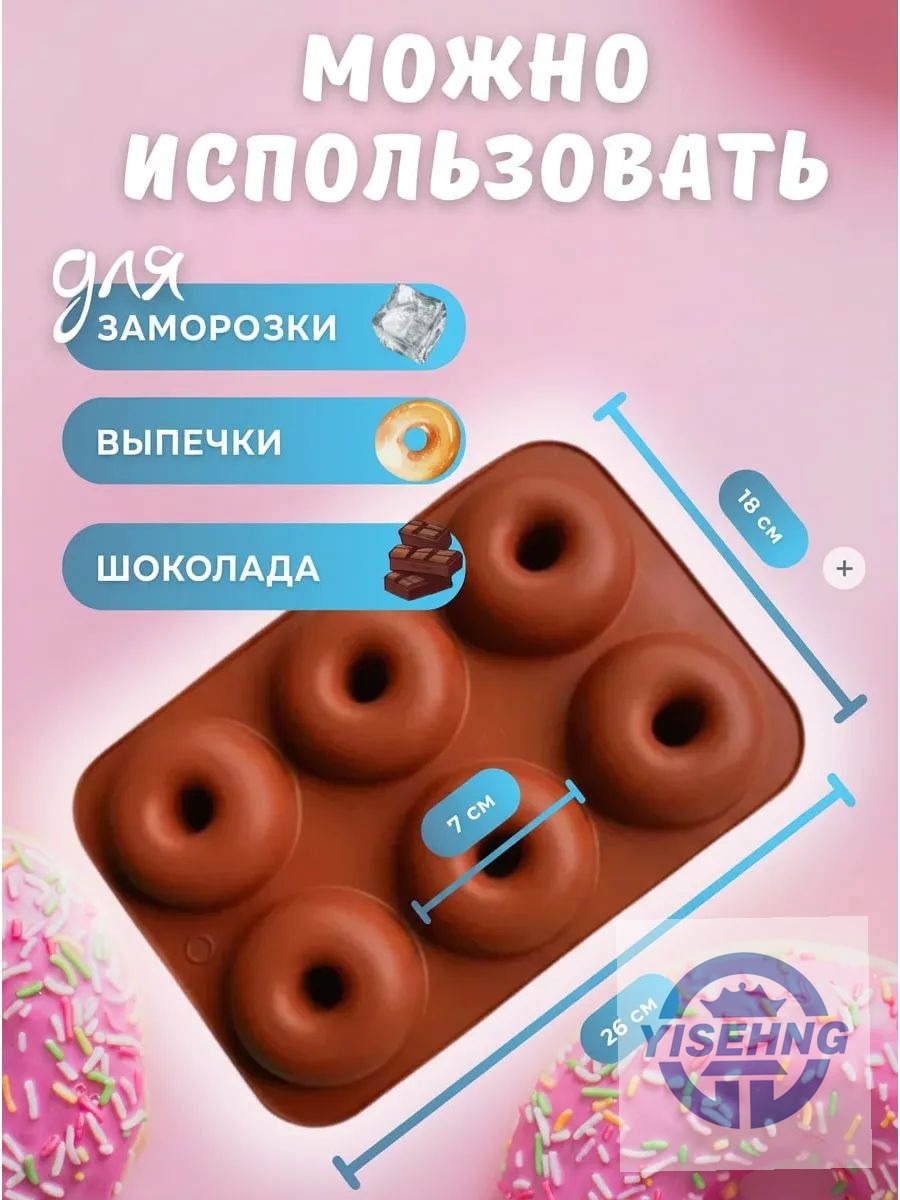 МОЖНО
ИСПОЛЬЗОВАТЬ
для
ЗАМОРОЗКИ
ВЫПЕЧКИ
ШОКОЛАДА
18 см
+
7 см
26 см
YISEHNG